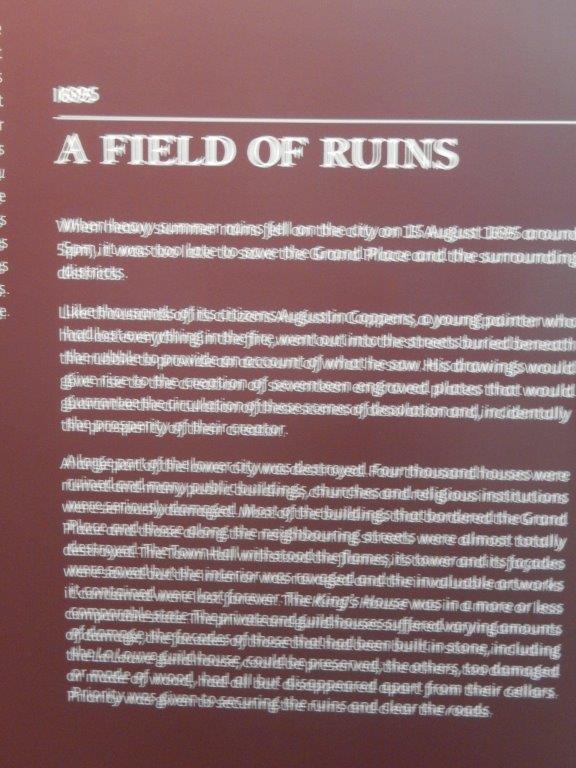 1695
A FIELD OF RUINS
When heavy summer rains fell on the city on 15 August 1695 around
5pm, it was too late to save the Grand Place and the surrounding
districts.
Like thousands of its citizens Augustin Coppens, a young painter who
had lost everything in the fire, went out into the streets buried beneath
the rubble to provide an account of what he saw. His drawings would
give rise to the creation of seventeen engraved plates that would
guarantee the circulation of these scenes of desolation and, incidentally
the prosperity of their creator.
A large part of the lower city was destroyed. Four thousand houses were
ruined and many public buildings, churches and religious institutions
were seriously damaged. Most of the buildings that bordered the Grand
Place and those along the neighbouring streets were almost totally
destroyed. The Town Hall withstood the flames, its tower and its façades
were saved but the interior was ravaged and the invaluable artworks
it contained were lost forever. The King's House was in a more or less
comparable state. The private and guild houses suffered varying amounts
of damage, the façades of those that had been built in stone, including
the La Louve guild house, could be preserved, the others, too damaged
or made of wood, had all but disappeared apart from their cellars.
Priority was given to securing the ruins and clear the roads.